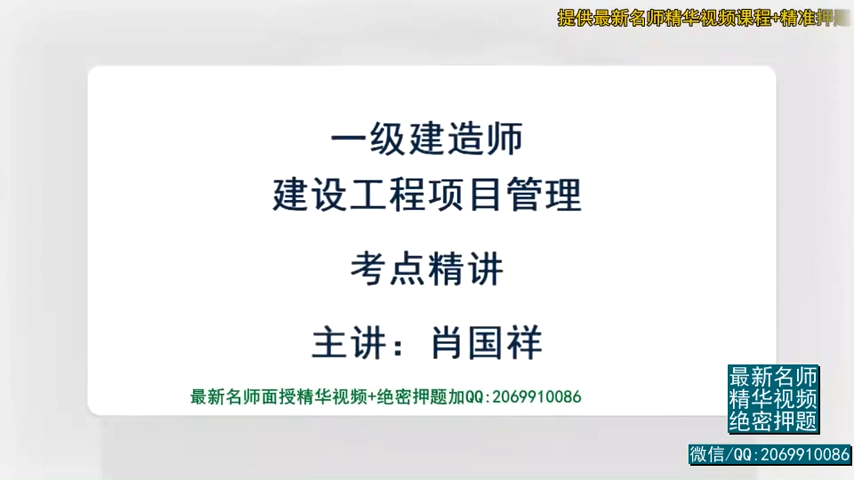 提供最新名师精华视频课程+精准押题
一级建造师
建设工程项目管理
考点精讲
主讲：肖国祥
最新名师面授精华视频+绝密押题加QQ:2069910086
最新名师
精华视频
绝密押题
微信/QQ:2069910086